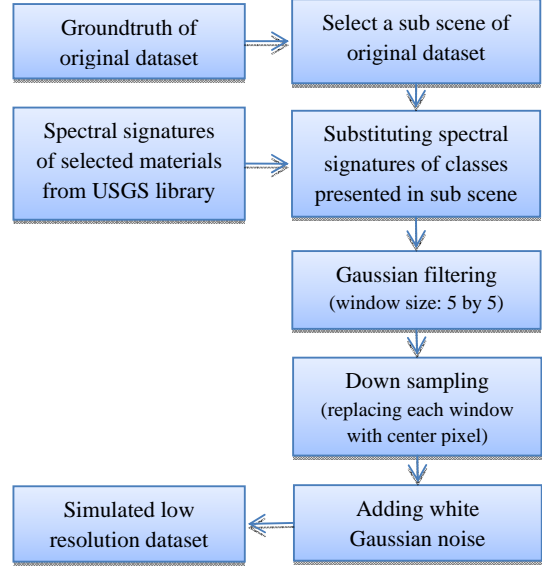 Groundtruth of
original dataset
Select a sub scene of
original dataset
Spectral signatures
of selected materials
from USGS library
Substituting spectral
signatures of classes
presented in sub scene
Gaussian filtering
(window size: 5 by 5)
Down sampling
(replacing each window
with center pixel)
Adding white
Gaussian noise
Simulated low
resolution dataset